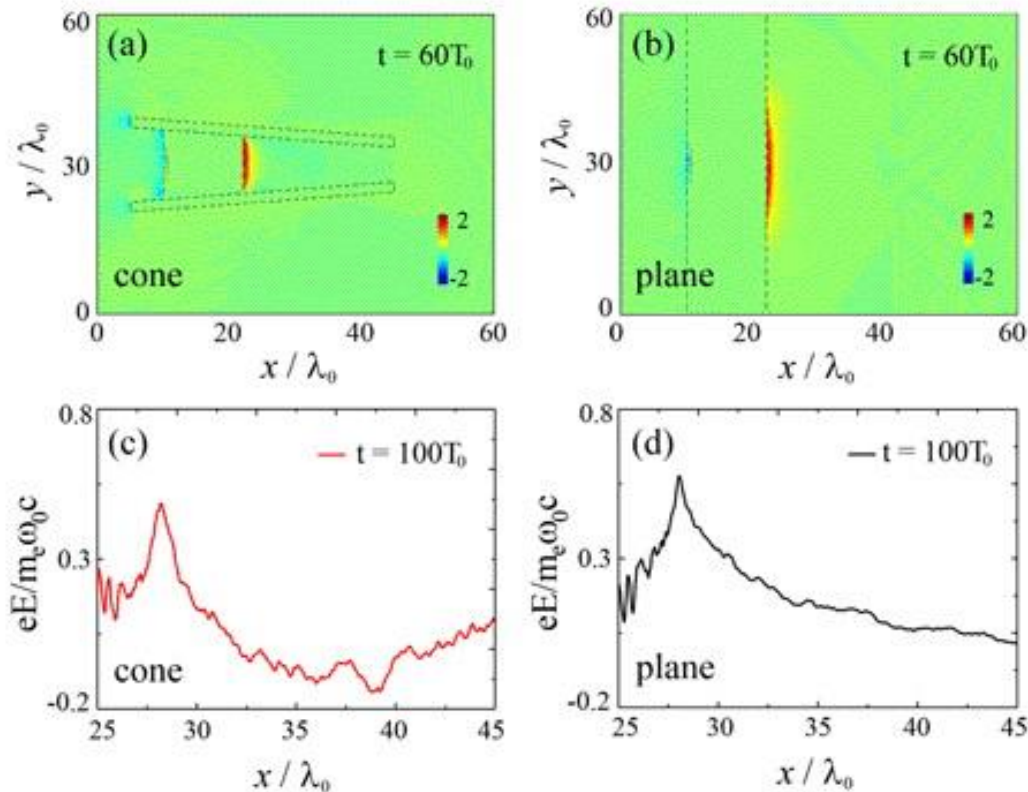 60
(a)
t = 60T₀
y / λ₀
30
2
-2
cone
0
0
20
40
60
x / λ₀
60
(b)
t = 60T₀
y / λ₀
30
2
-2
plane
0
0
20
40
60
x / λ₀
0.8
(c)
t = 100T₀
eE/mₑω₀c
0.3
cone
-0.2
25
30
35
40
45
x / λ₀
0.8
(d)
t = 100T₀
eE/mₑω₀c
0.3
plane
-0.2
25
30
35
40
45
x / λ₀